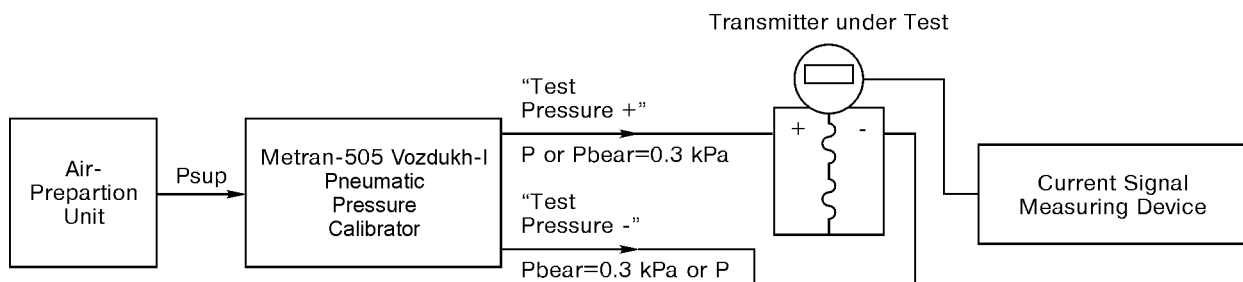 Transmitter under Test
“Test
Pressure +”
+ -
P or Pbear=0.3 kPa
Air-
Prepartion
Unit
Psup
Metran-505 Vozdukh-I
Pneumatic
Pressure
Calibrator
“Test
Pressure -”
Pbear=0.3 kPa or P
Current Signal
Measuring Device